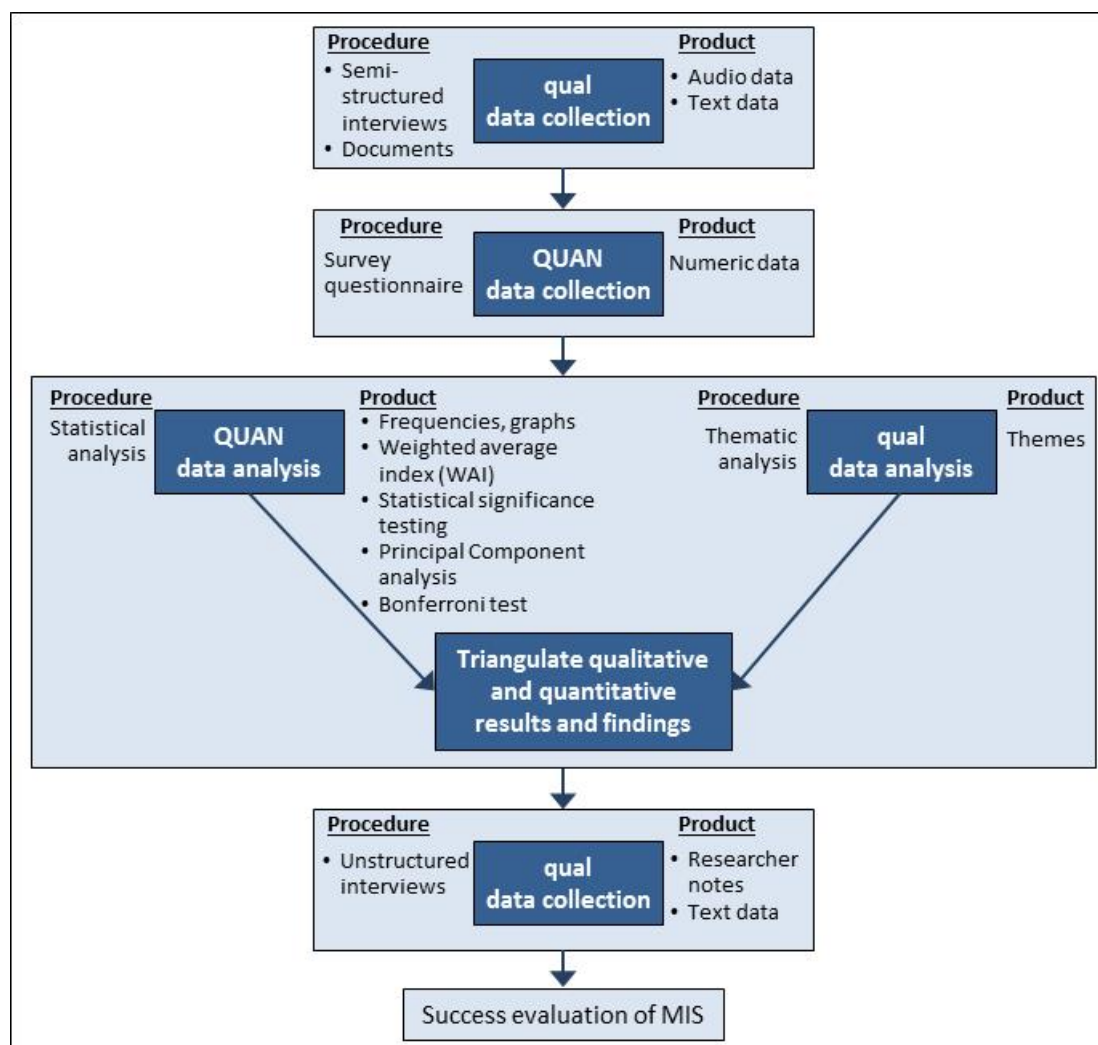 Procedure
• Semi-
structured
interviews
• Documents
qual
data collection
Product
• Audio data
• Text data
Procedure
Survey
questionnaire
QUAN
data collection
Product
Numeric data
Procedure
Statistical
analysis
QUAN
data analysis
Product
• Frequencies, graphs
• Weighted average
index (WAI)
• Statistical significance
testing
• Principal Component
analysis
• Bonferroni test
Procedure
Thematic
analysis
qual
data analysis
Product
Themes
Triangulate qualitative
and quantitative
results and findings
Procedure
• Unstructured
interviews
qual
data collection
Product
• Researcher
notes
• Text data
Success evaluation of MIS